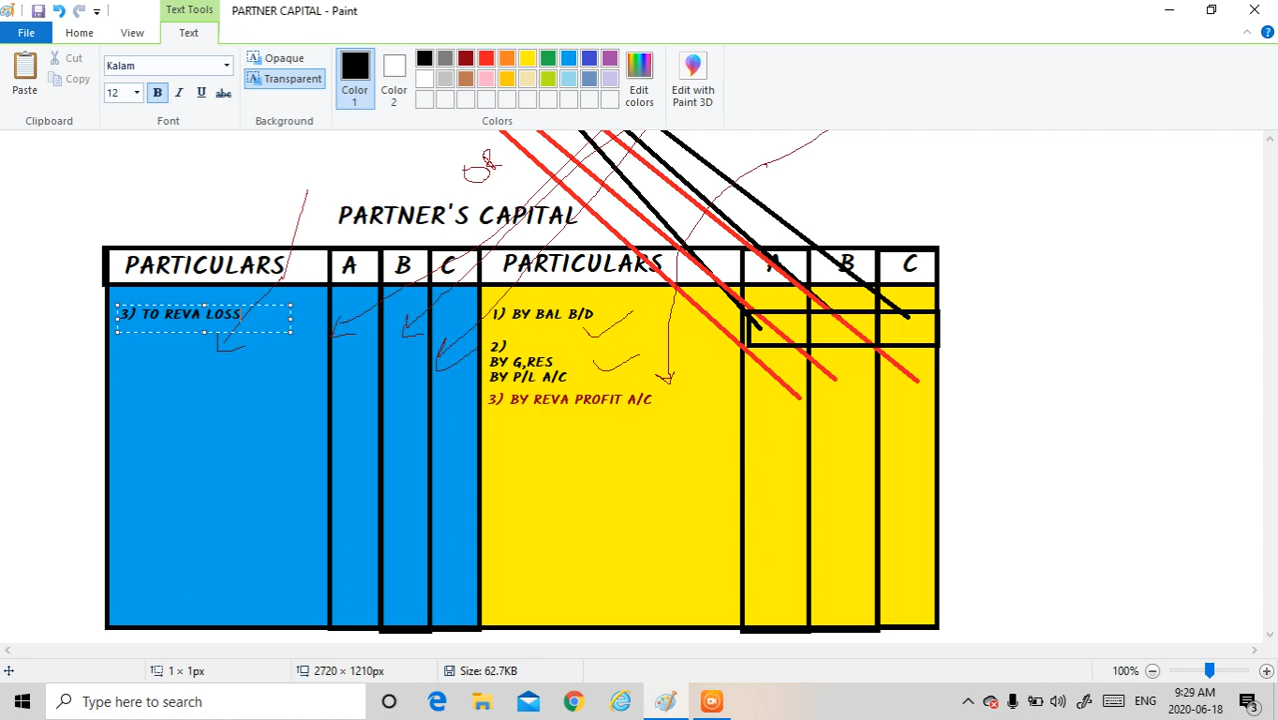 Text Tools
PARTNER CAPITAL - Paint
File
Home
View
Text
Paste
Cut
Copy
Clipboard
Kalam
12
B I U abc
Font
Opaque
Transparent
Background
Color 1
Color 2
Edit colors
Colors
Edit with Paint 3D
PARTNER'S CAPITAL
PARTICULARS A B C PARTICULARS A B C
3) TO REVA LOSS
1) BY BAL B/D
2)
BY G,RES
BY P/L A/C
3) BY REVA PROFIT A/C
1 × 1px
2720 × 1210px
Size: 62.7KB
100%
Type here to search
ENG
9:29 AM
2020-06-18
3